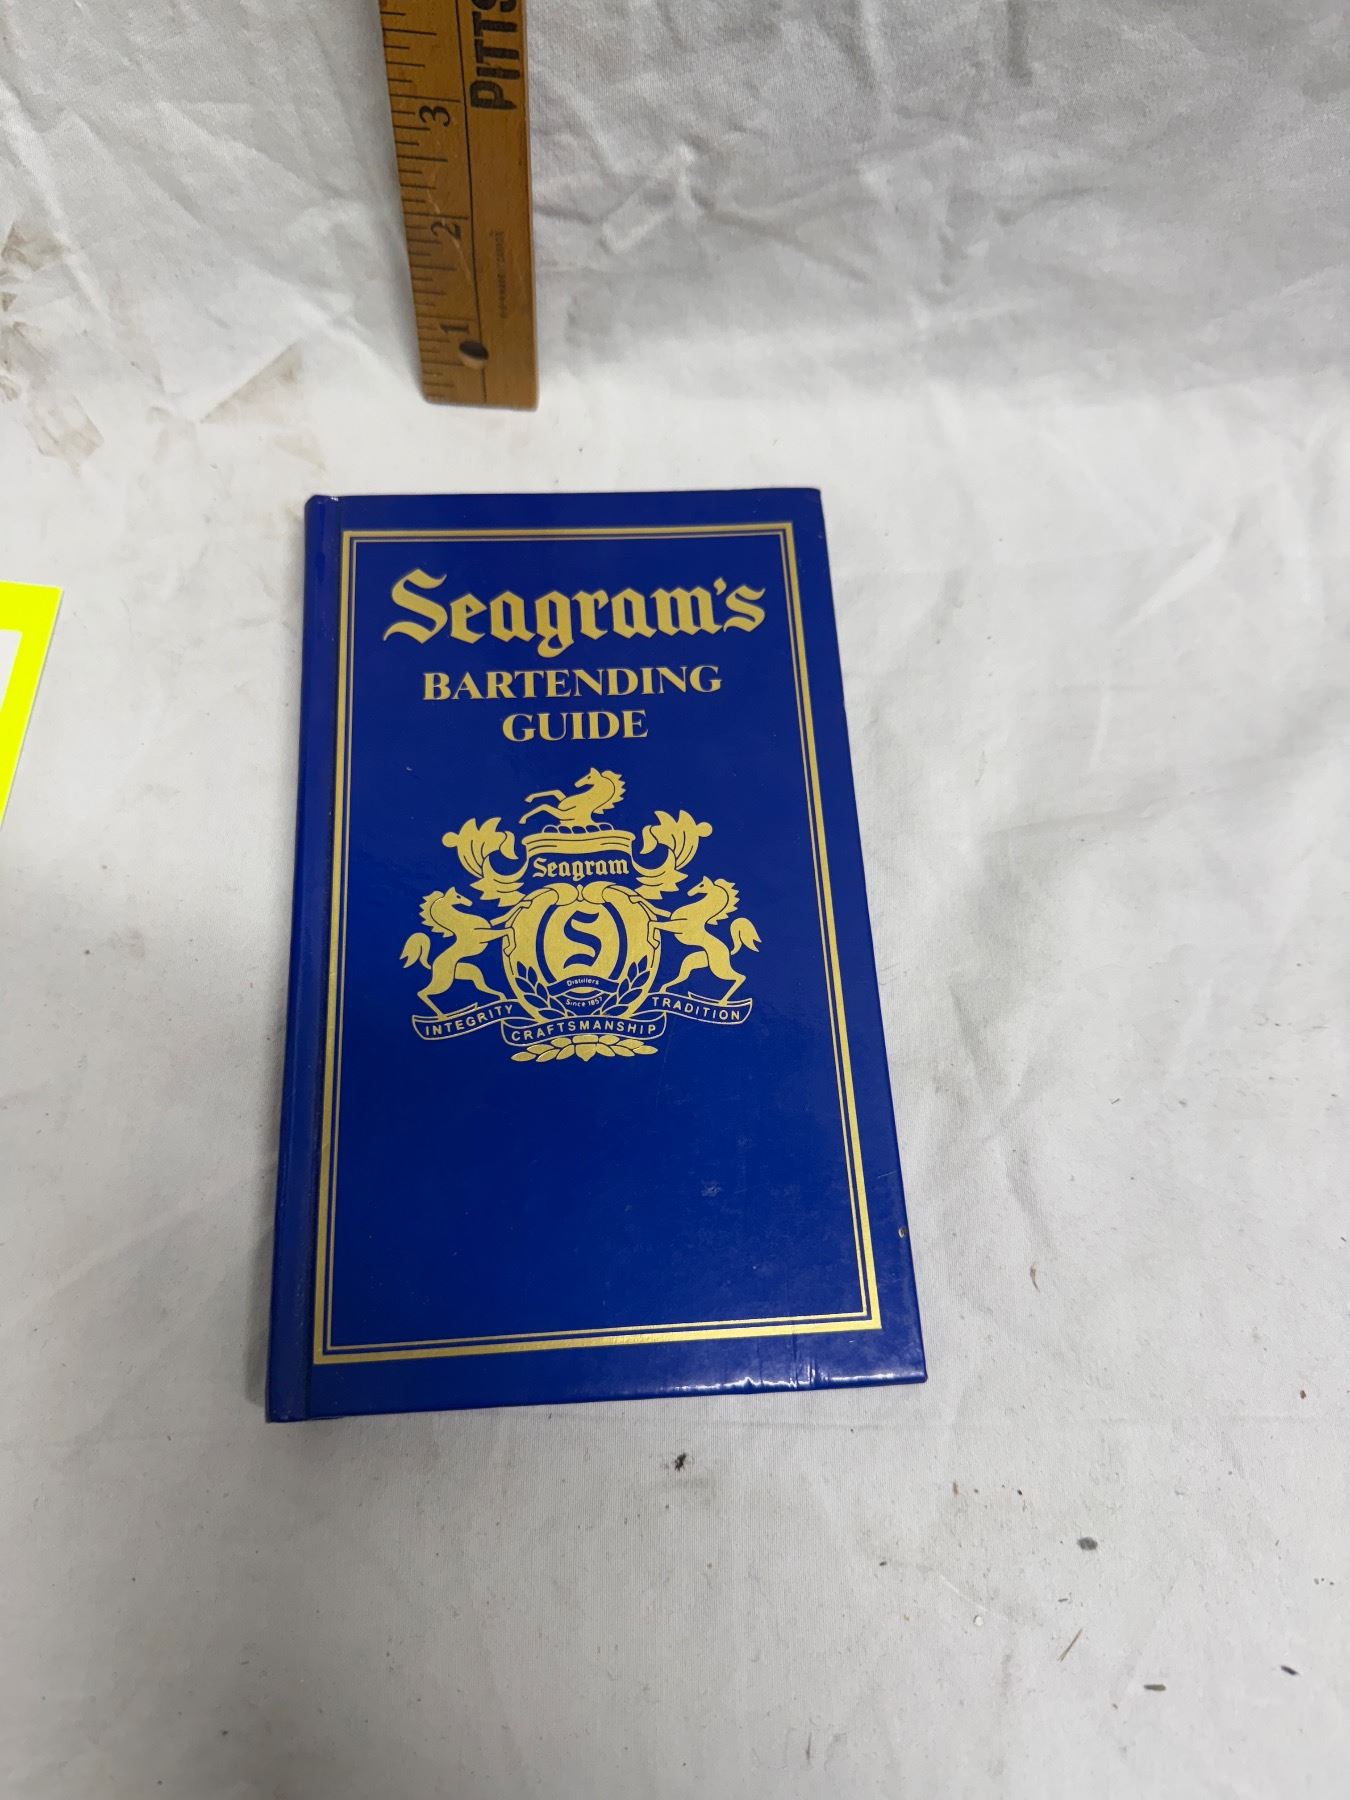 PITTS
3
2
1
Seagram's
BARTENDING
GUIDE
Seagram
S
Distillers
Since 1857
INTEGRITY
CRAFTSMANSHIP
TRADITION